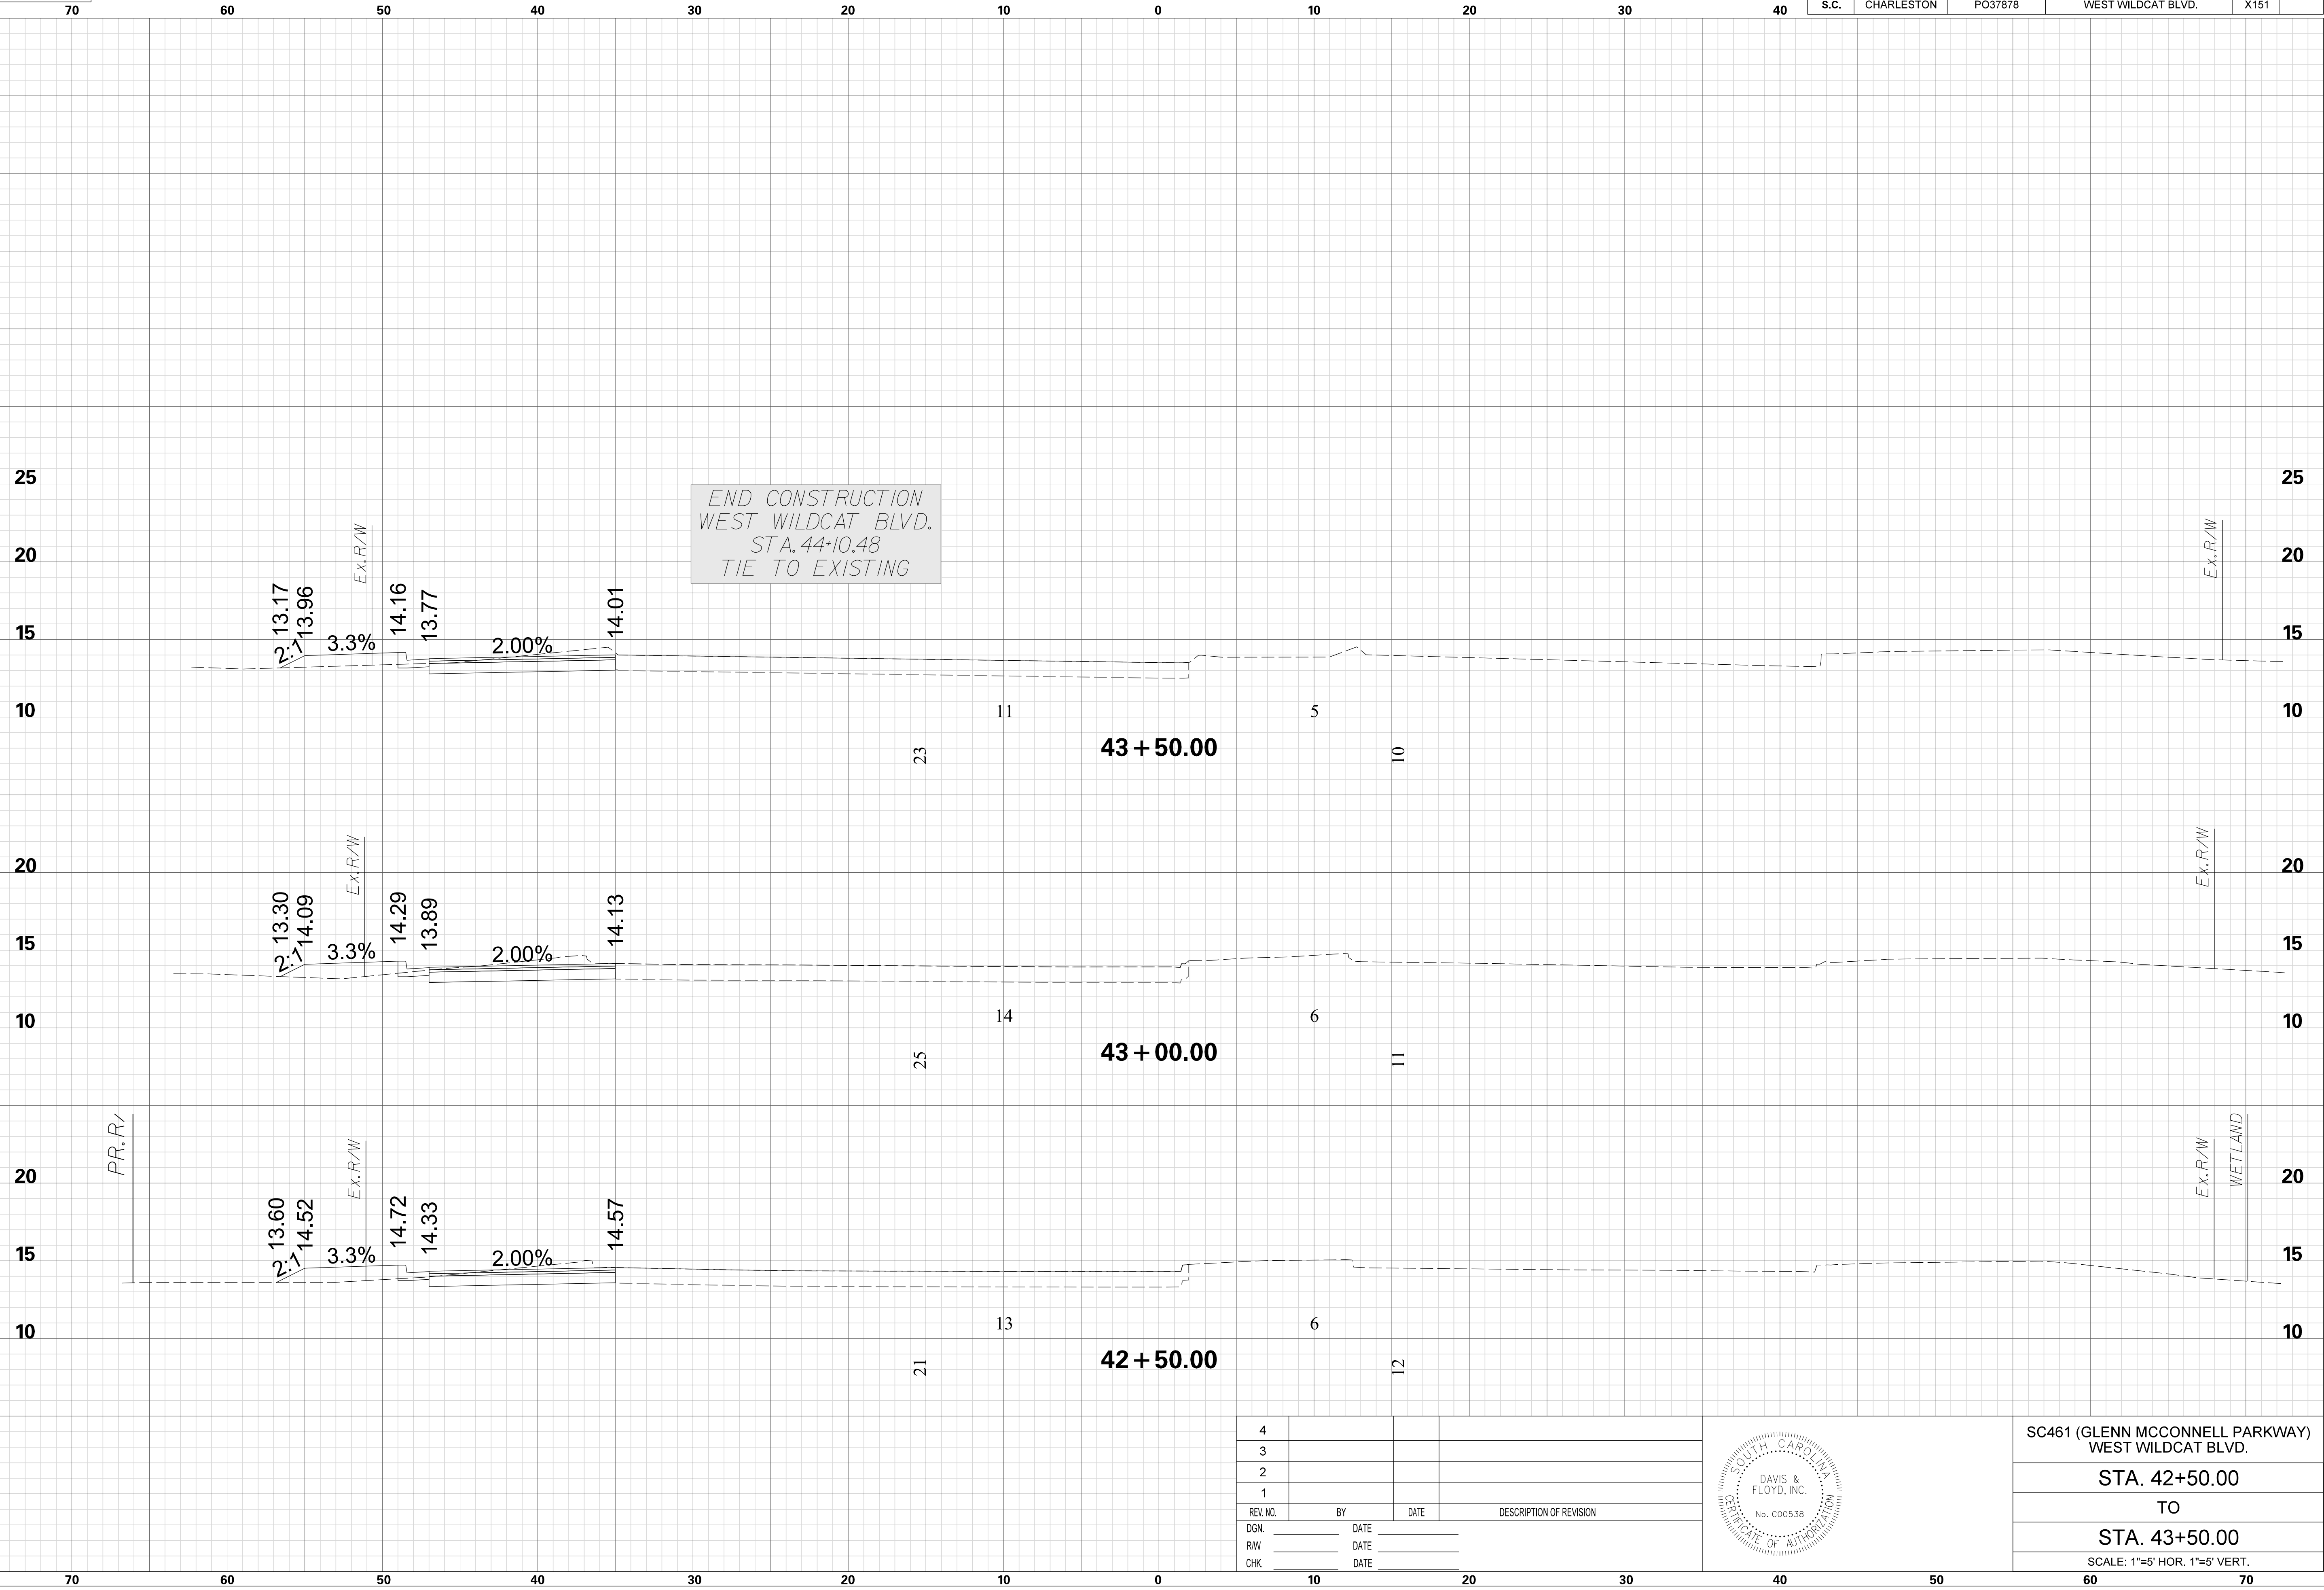 70 60 50 40 30 20 10 0 10 20 30 40
S.C. CHARLESTON PO37878 WEST WILDCAT BLVD. X151
25 25
END CONSTRUCTION
WEST WILDCAT BLVD.
STA. 44+10.48
TIE TO EXISTING
Ex.R/W Ex.R/W
20 20
13.17 13.96 14.16 13.77 14.01
15 15
2:1 3.3% 2.00%
10 11 5 10
23 43+50.00 10
Ex.R/W Ex.R/W
20 20
13.30 14.09 14.29 13.89 14.13
15 15
2:1 3.3% 2.00%
10 14 6 10
25 43+00.00 11
PR.R/ Ex.R/W Ex.R/W WETLAND
20 20
13.60 14.52 14.72 14.33 14.57
15 15
2:1 3.3% 2.00%
10 13 6 10
21 42+50.00 12
4
3
2
1
REV. NO. BY DATE DESCRIPTION OF REVISION
DGN. DATE
R/W DATE
CHK. DATE
SOUTH CAROLINA
DAVIS &
FLOYD, INC.
No. C00538
CERTIFICATE OF AUTHORIZATION
SC461 (GLENN MCCONNELL PARKWAY)
WEST WILDCAT BLVD.
STA. 42+50.00
TO
STA. 43+50.00
SCALE: 1"=5' HOR. 1"=5' VERT.
70 60 50 40 30 20 10 0 10 20 30 40 50 60 70